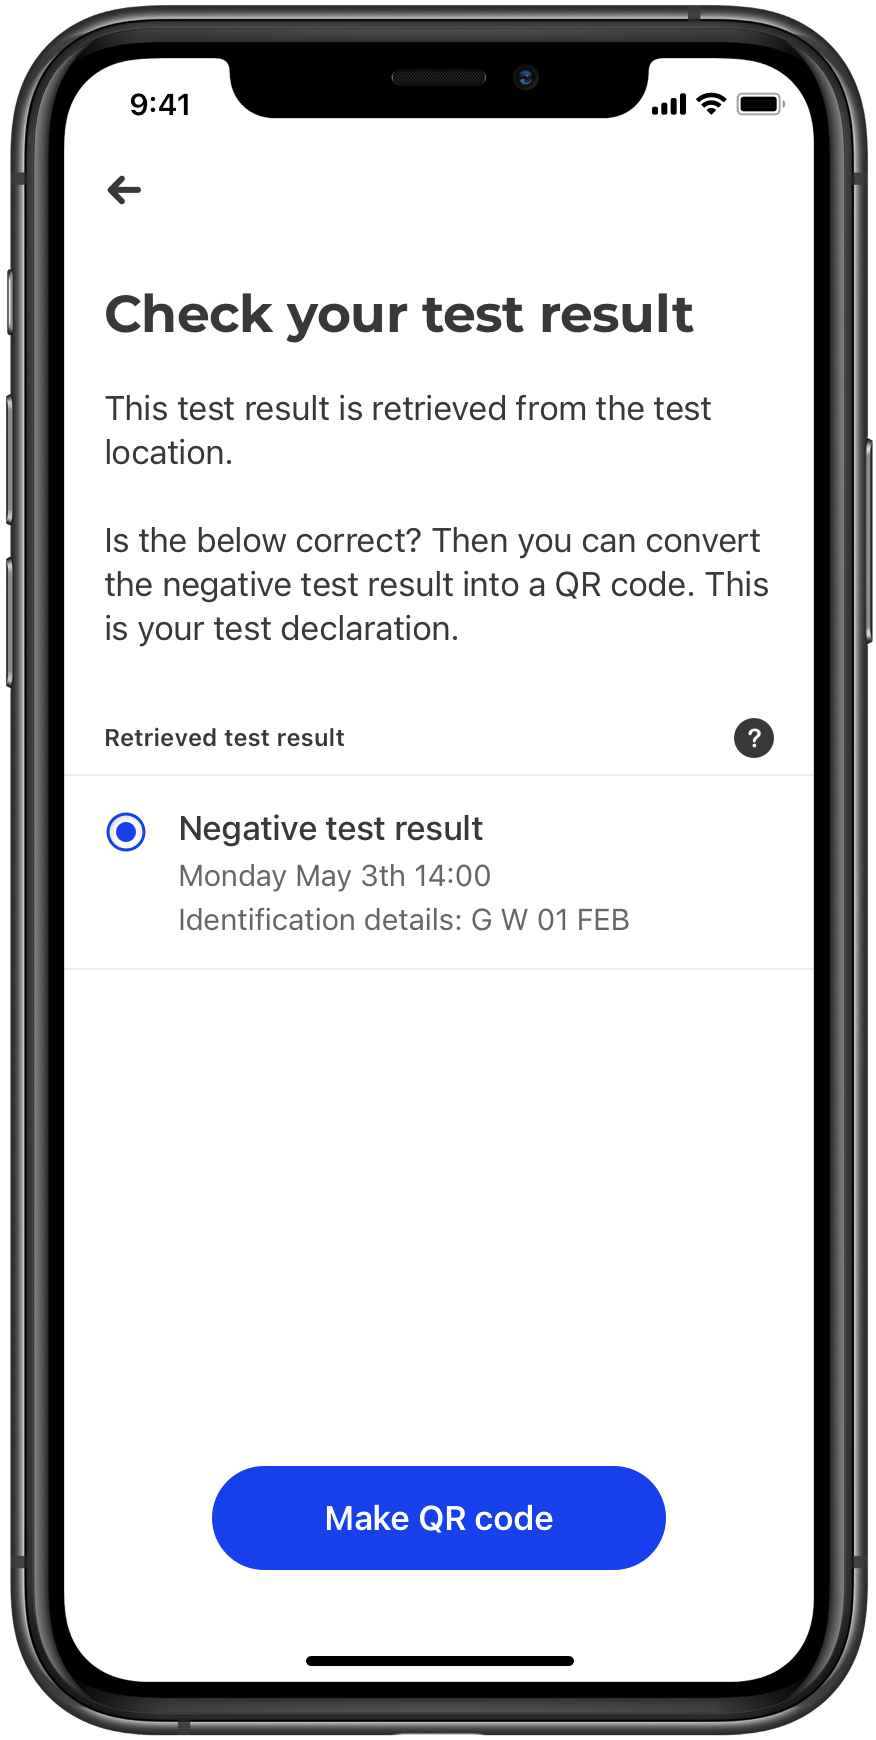 9:41
Check your test result
This test result is retrieved from the test
location.
Is the below correct? Then you can convert
the negative test result into a QR code. This
is your test declaration.
Retrieved test result
?
Negative test result
Monday May 3th 14:00
Identification details: G W 01 FEB
Make QR code